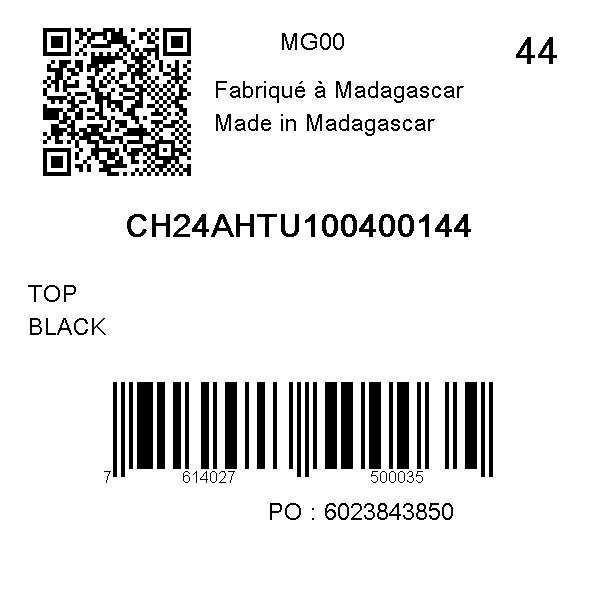 MG00
44
Fabriqué à Madagascar
Made in Madagascar
CH24AHTU100400144
TOP
BLACK
7 614027 500035
PO : 6023843850